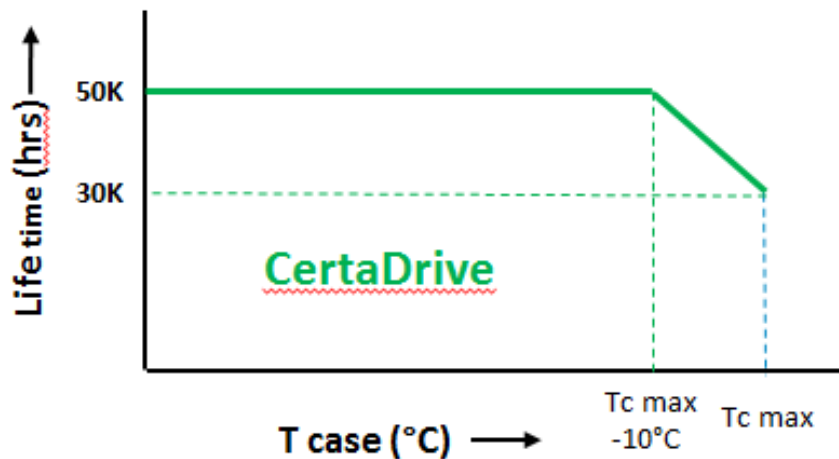 Life time (hrs)
50K
30K
CertaDrive
Tc max
-10°C
Tc max
T case (°C)